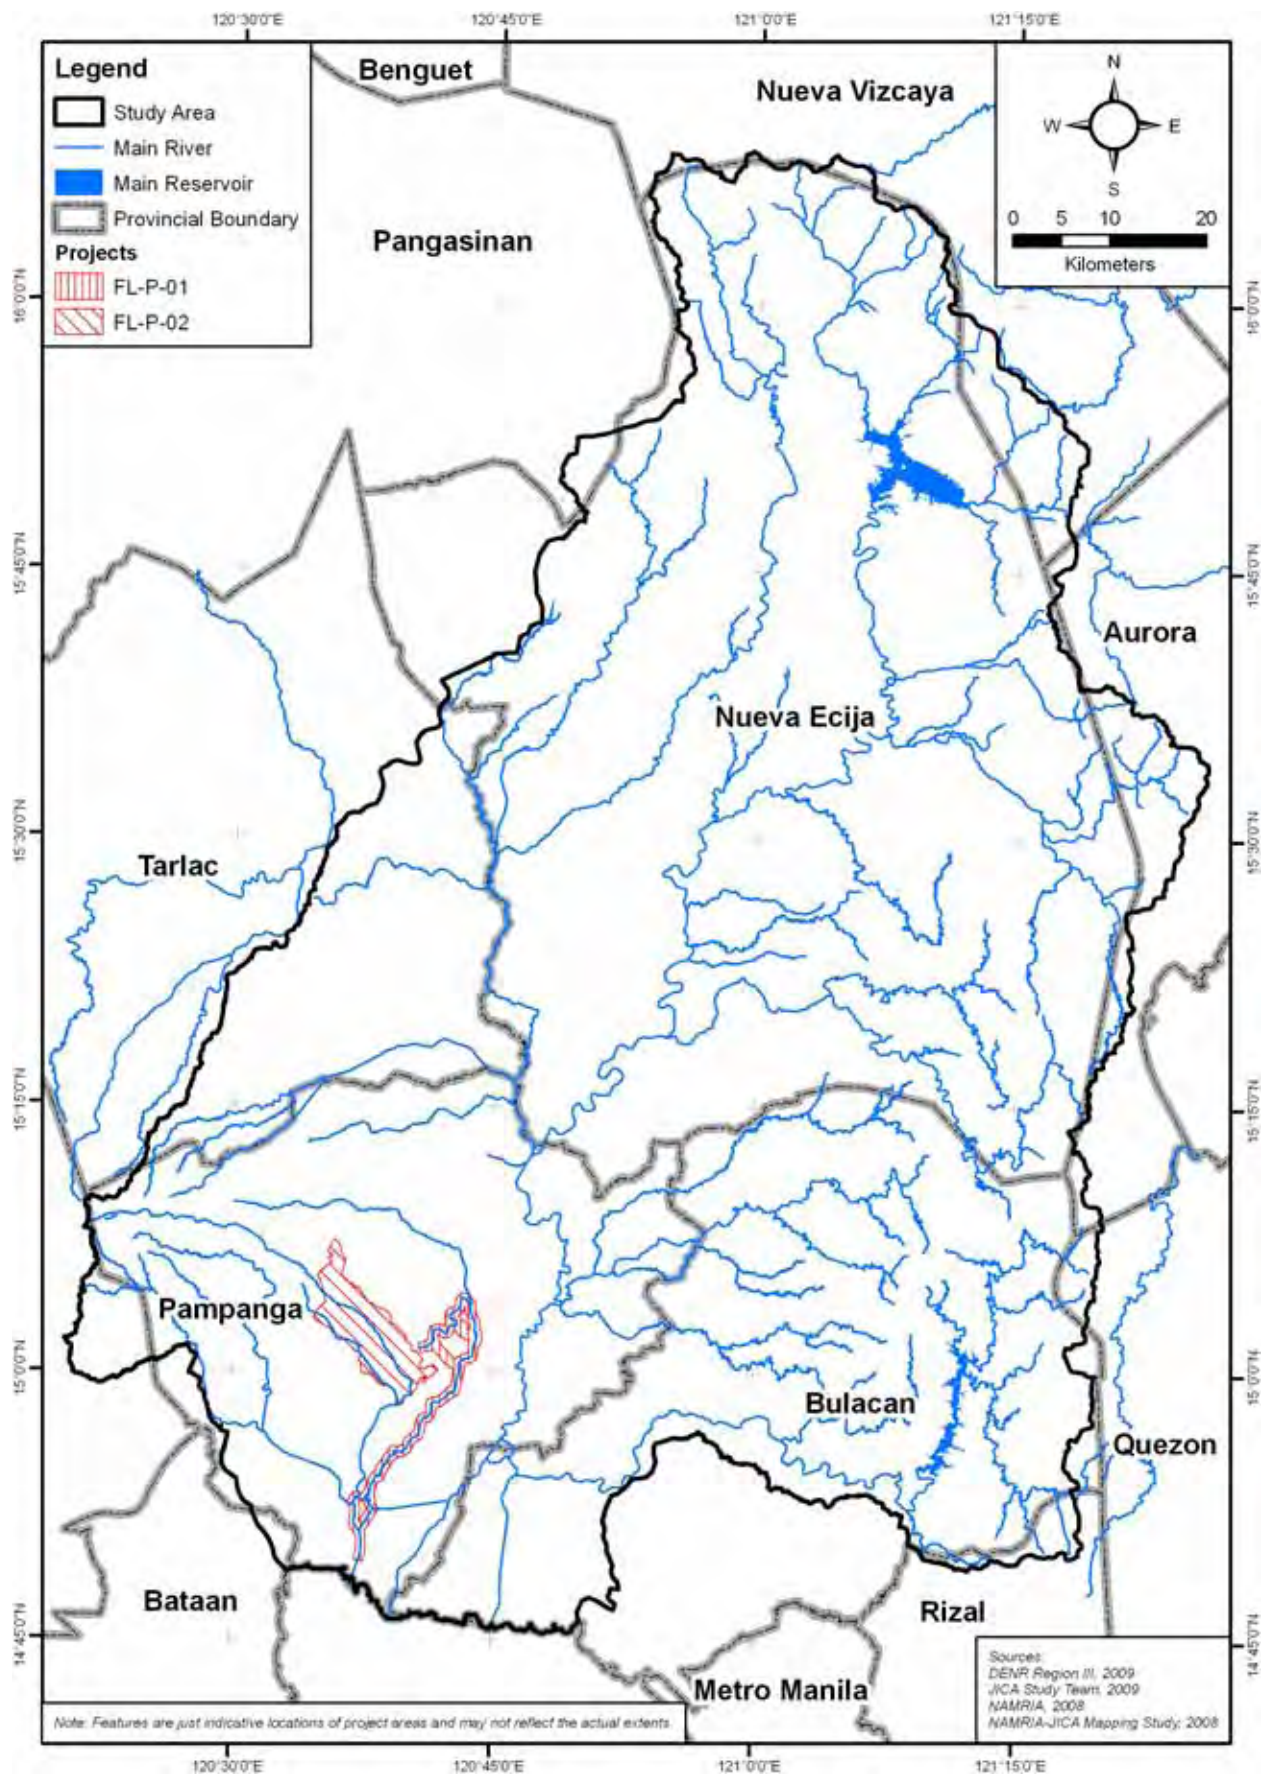 120°30'0"E 120°45'0"E 121°0'0"E 121°15'0"E
Legend
Study Area
Main River
Main Reservoir
Provincial Boundary
Projects
FL-P-01
FL-P-02
Benguet
Nueva Vizcaya
N
W E
S
0 5 10 20
Kilometers
Pangasinan
16°0'0"N 16°0'0"N
15°45'0"N 15°45'0"N
Aurora
Nueva Ecija
15°30'0"N 15°30'0"N
Tarlac
15°15'0"N 15°15'0"N
Pampanga
15°0'0"N 15°0'0"N
Bulacan
Quezon
Bataan
Rizal
14°45'0"N 14°45'0"N
Metro Manila
Sources:
DENR Region III, 2009
JICA Study Team, 2009
NAMRIA, 2008
NAMRIA-JICA Mapping Study, 2008
Note: Features are just indicative locations of project areas and may not reflect the actual extents.
120°30'0"E 120°45'0"E 121°0'0"E 121°15'0"E